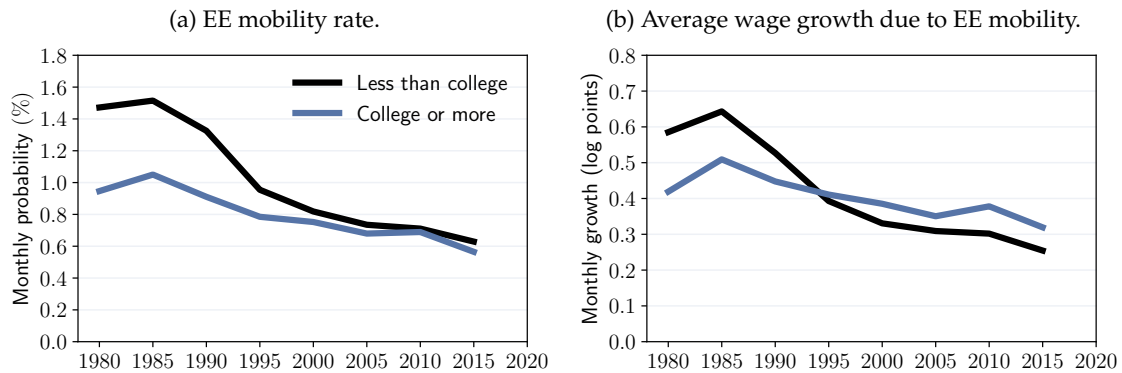 (a) EE mobility rate.
Monthly probability (%)
1.8
1.6
1.4
1.2
1.0
0.8
0.6
0.4
0.2
0.0
1980 1985 1990 1995 2000 2005 2010 2015 2020
Less than college
College or more
(b) Average wage growth due to EE mobility.
Monthly growth (log points)
0.8
0.7
0.6
0.5
0.4
0.3
0.2
0.1
0.0
1980 1985 1990 1995 2000 2005 2010 2015 2020